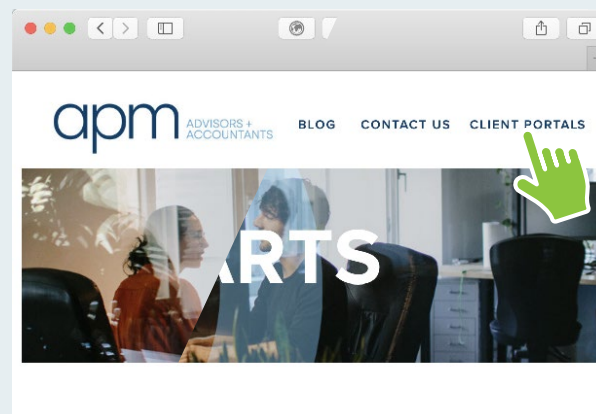 apm ADVISORS +
ACCOUNTANTS
BLOG CONTACT US CLIENT PORTALS
ARTS